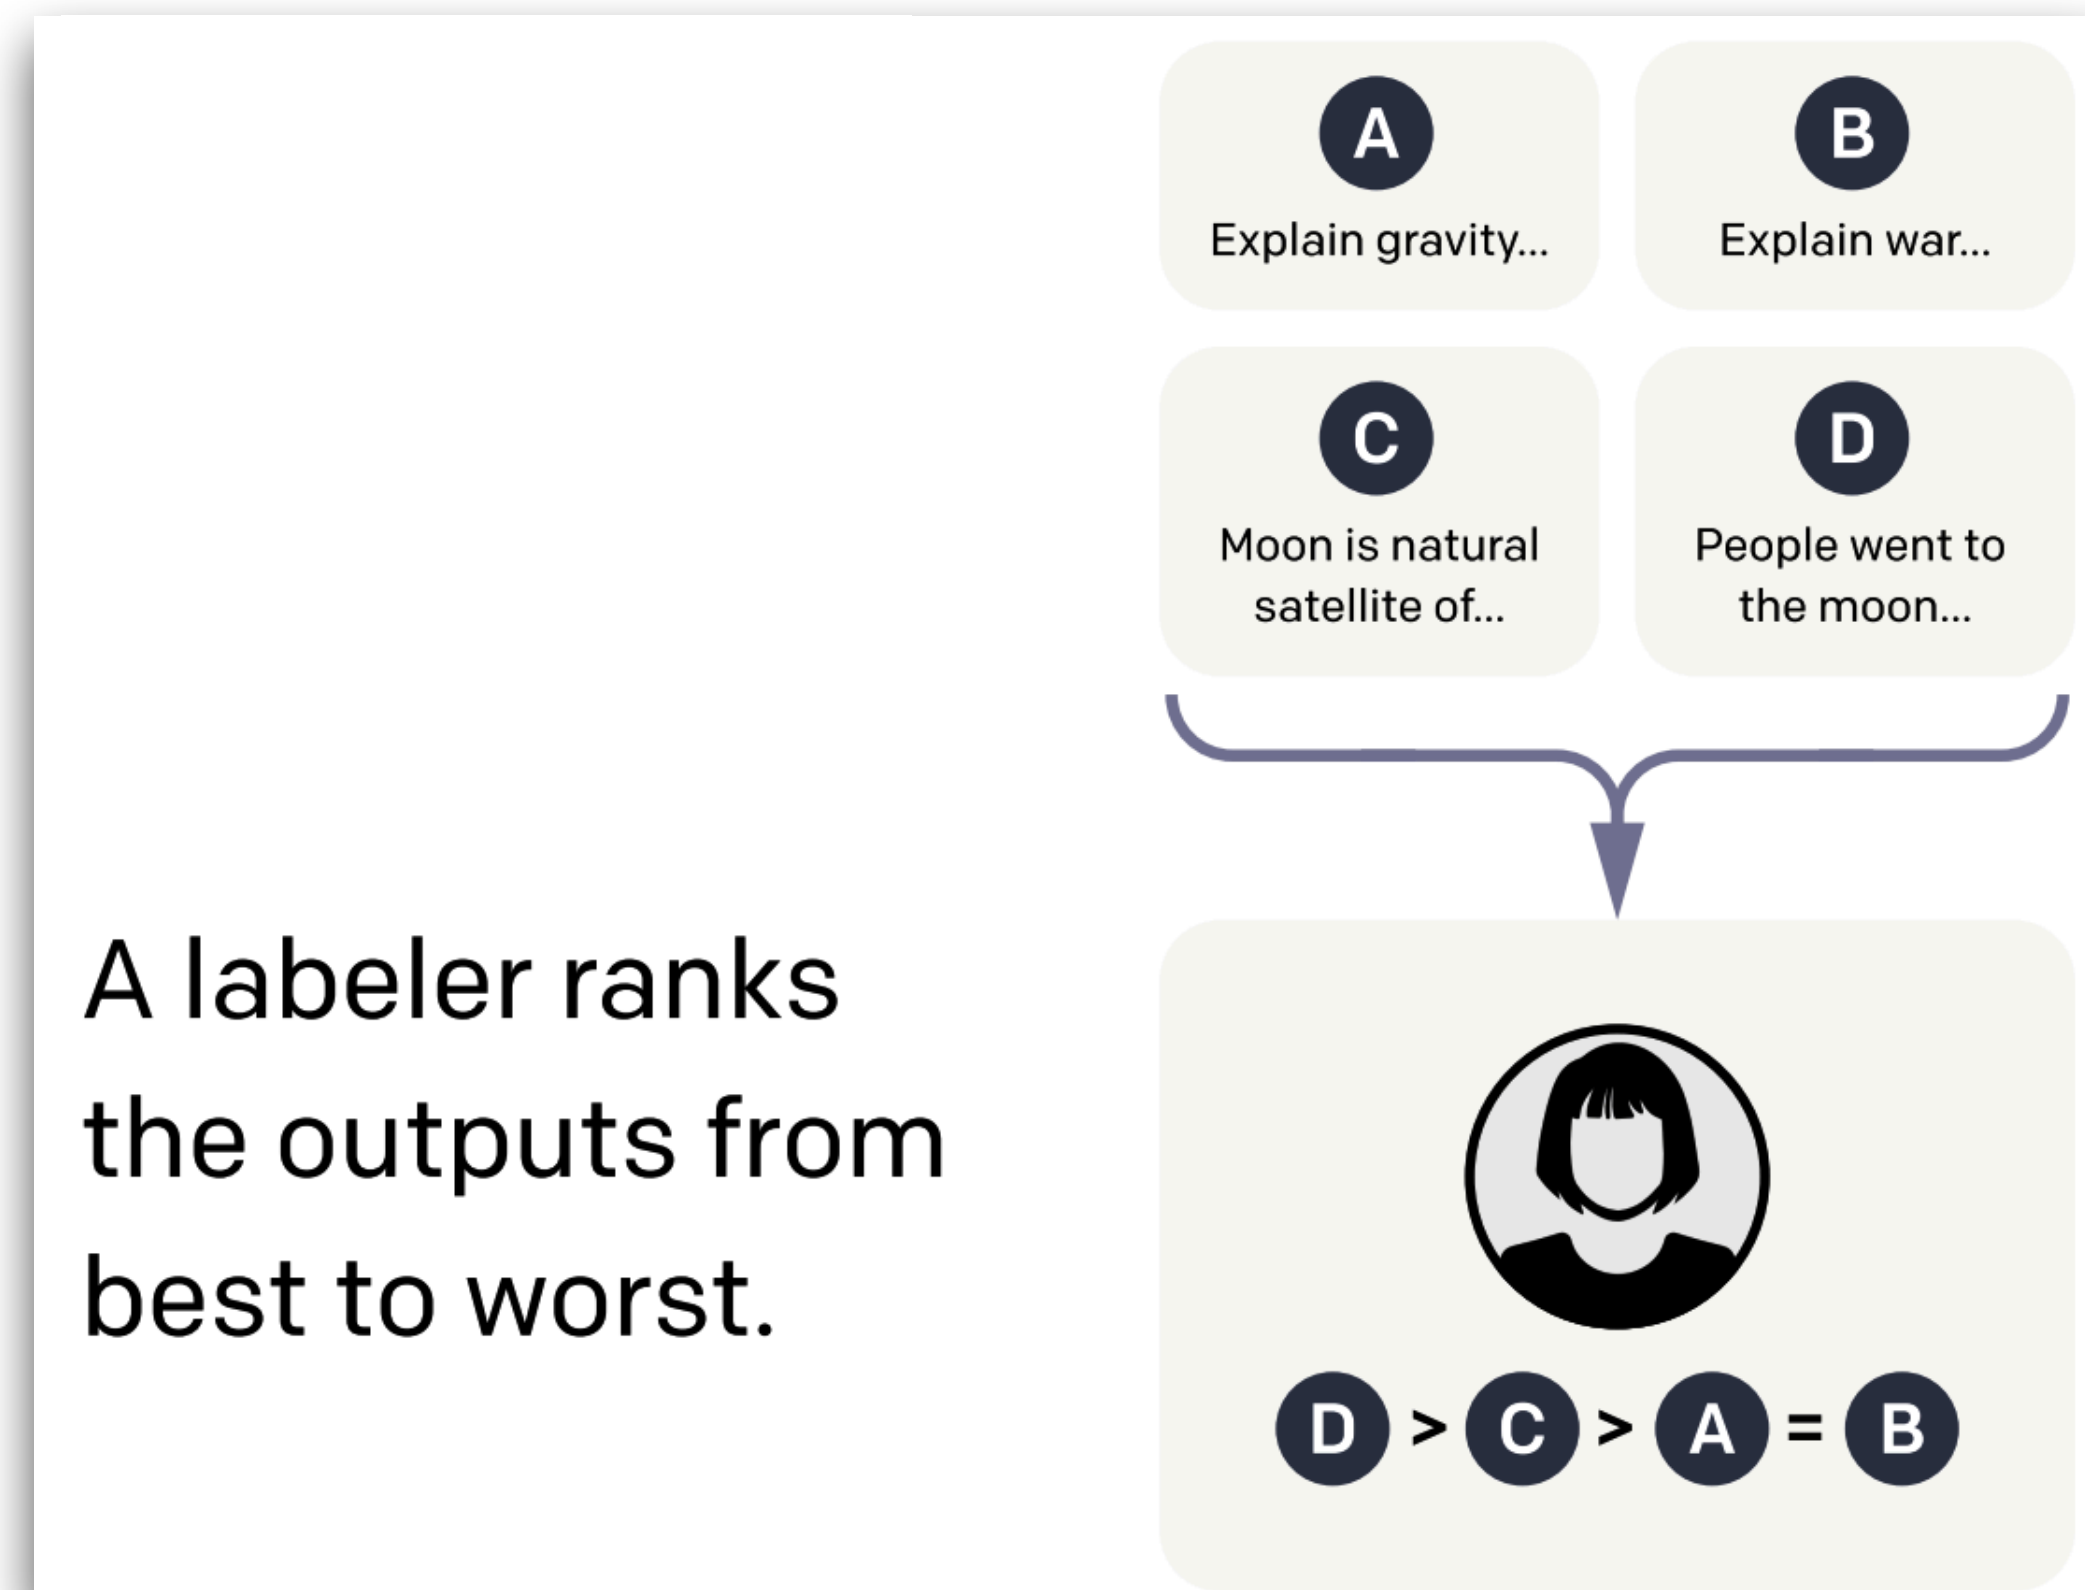 A
Explain gravity...
B
Explain war...
C
Moon is natural
satellite of...
D
People went to
the moon...
A labeler ranks
the outputs from
best to worst.
D > C > A = B